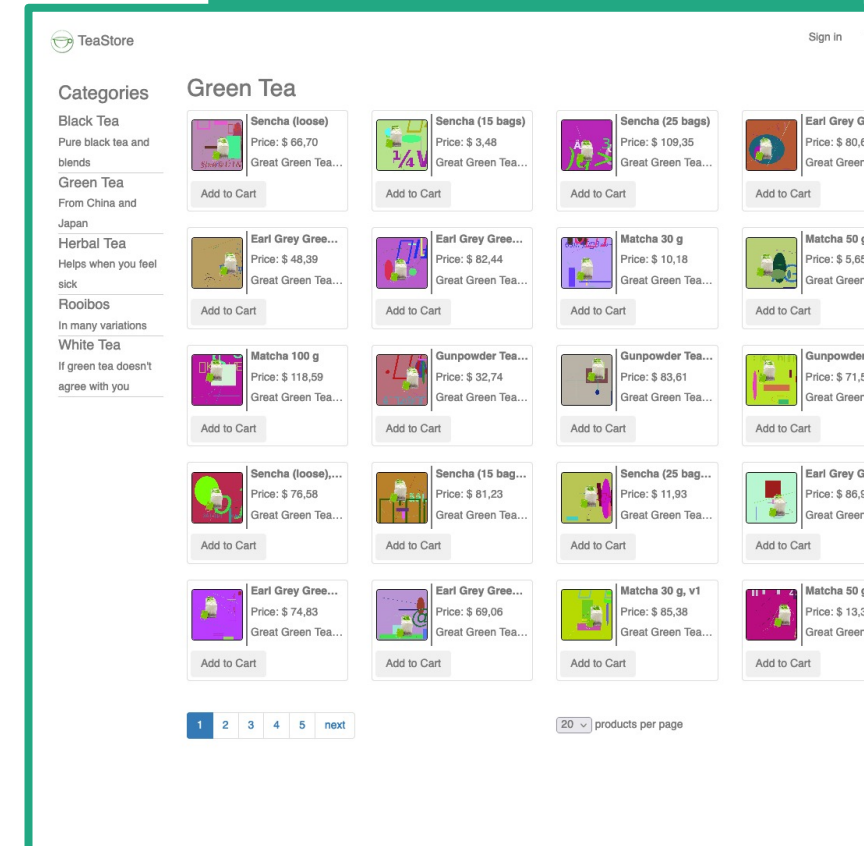 TeaStore
Sign in
Categories
Black Tea
Pure black tea and
blends
Green Tea
From China and
Japan
Herbal Tea
Helps when you feel
sick
Rooibos
In many variations
White Tea
If green tea doesn't
agree with you
Green Tea
Sencha (loose)
Price: $ 66,70
Great Green Tea...
Add to Cart
Sencha (15 bags)
Price: $ 3,48
Great Green Tea...
Add to Cart
Sencha (25 bags)
Price: $ 109,35
Great Green Tea...
Add to Cart
Earl Grey G
Price: $ 80,6
Great Green
Add to Cart
Earl Grey Gree...
Price: $ 48,39
Great Green Tea...
Add to Cart
Earl Grey Gree...
Price: $ 82,44
Great Green Tea...
Add to Cart
Matcha 30 g
Price: $ 10,18
Great Green Tea...
Add to Cart
Matcha 50 g
Price: $ 5,65
Great Green
Add to Cart
Matcha 100 g
Price: $ 118,59
Great Green Tea...
Add to Cart
Gunpowder Tea...
Price: $ 32,74
Great Green Tea...
Add to Cart
Gunpowder Tea...
Price: $ 83,61
Great Green Tea...
Add to Cart
Gunpowder
Price: $ 71,5
Great Green
Add to Cart
Sencha (loose),...
Price: $ 76,58
Great Green Tea...
Add to Cart
Sencha (15 bag...
Price: $ 81,23
Great Green Tea...
Add to Cart
Sencha (25 bag...
Price: $ 11,93
Great Green Tea...
Add to Cart
Earl Grey G
Price: $ 86,9
Great Green
Add to Cart
Earl Grey Gree...
Price: $ 74,83
Great Green Tea...
Add to Cart
Earl Grey Gree...
Price: $ 69,06
Great Green Tea...
Add to Cart
Matcha 30 g, v1
Price: $ 85,38
Great Green Tea...
Add to Cart
Matcha 50 g
Price: $ 13,3
Great Green
Add to Cart
1 2 3 4 5 next
20 products per page